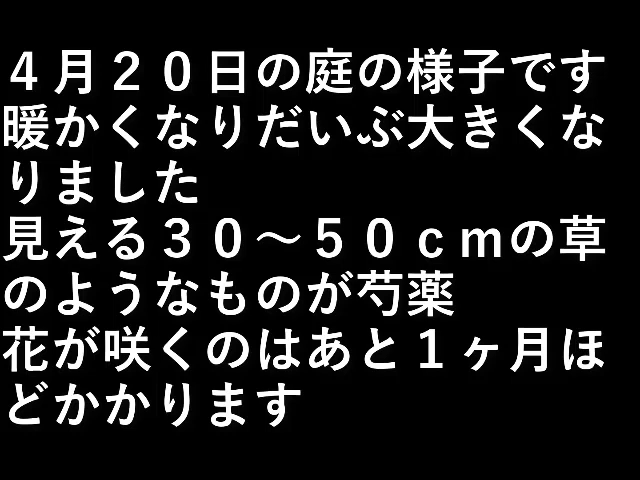 ４月２０日の庭の様子です
暖かくなりだいぶ大きくな
りました
見える３０～５０ｃｍの草
のようなものが芍薬
花が咲くのはあと１ヶ月ほ
どかかります